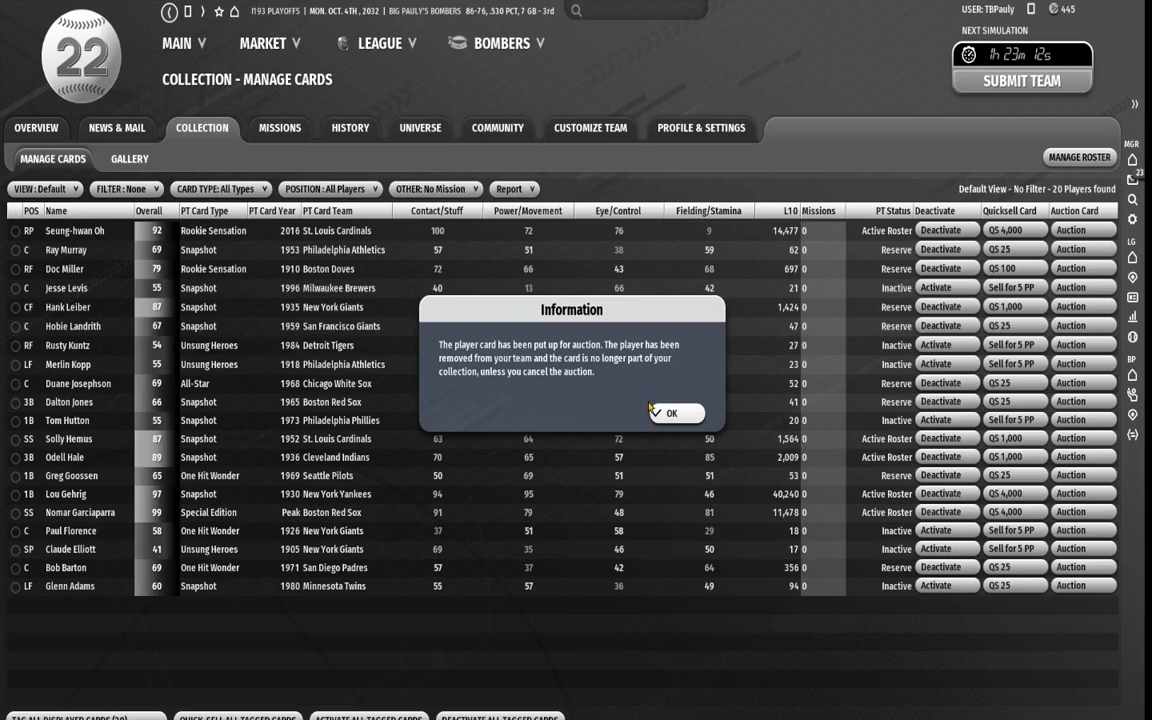 I193 PLAYOFFS | MON. OCT. 4TH, 2032 | BIG PAULY'S BOMBERS 86-76, .530 PCT, 7 GB - 3rd
USER: TBPauly 445
22
NEXT SIMULATION
1h 23m 12s
SUBMIT TEAM
MAIN MARKET LEAGUE BOMBERS
COLLECTION - MANAGE CARDS
OVERVIEW NEWS & MAIL COLLECTION MISSIONS HISTORY UNIVERSE COMMUNITY CUSTOMIZE TEAM PROFILE & SETTINGS
MANAGE CARDS GALLERY MANAGE ROSTER
VIEW: Default FILTER: None CARD TYPE: All Types POSITION: All Players OTHER: No Mission Report Default View - No Filter - 20 Players found
POS Name Overall PT Card Type PT Card Year PT Card Team Contact/Stuff Power/Movement Eye/Control Fielding/Stamina L10 Missions PT Status Deactivate Quicksell Card Auction Card
RP Seung-hwan Oh 92 Rookie Sensation 2016 St. Louis Cardinals 100 72 76 9 14,477 0 Active Roster Deactivate QS 4,000 Auction
C Ray Murray 69 Snapshot 1953 Philadelphia Athletics 57 51 38 59 62 0 Reserve Deactivate QS 25 Auction
RF Doc Miller 79 Rookie Sensation 1910 Boston Doves 72 66 43 68 697 0 Reserve Deactivate QS 100 Auction
C Jesse Levis 55 Snapshot 1996 Milwaukee Brewers 40 13 66 42 21 0 Inactive Activate Sell for 5 PP Auction
CF Hank Leiber 87 Snapshot 1935 New York Giants 1,424 0 Reserve Deactivate QS 1,000 Auction
C Hobie Landrith 67 Snapshot 1959 San Francisco Giants 47 0 Reserve Deactivate QS 25 Auction
RF Rusty Kuntz 54 Unsung Heroes 1984 Detroit Tigers 27 0 Inactive Activate Sell for 5 PP Auction
LF Merlin Kopp 55 Unsung Heroes 1918 Philadelphia Athletics 23 0 Inactive Activate Sell for 5 PP Auction
C Duane Josephson 69 All-Star 1968 Chicago White Sox 52 0 Reserve Deactivate QS 25 Auction
3B Dalton Jones 66 Snapshot 1965 Boston Red Sox 41 0 Reserve Deactivate QS 25 Auction
1B Tom Hutton 55 Snapshot 1973 Philadelphia Phillies 20 0 Inactive Activate Sell for 5 PP Auction
SS Solly Hemus 87 Snapshot 1952 St. Louis Cardinals 63 64 72 50 1,564 0 Active Roster Deactivate QS 1,000 Auction
3B Odell Hale 89 Snapshot 1936 Cleveland Indians 70 65 57 85 2,009 0 Active Roster Deactivate QS 1,000 Auction
1B Greg Goossen 65 One Hit Wonder 1969 Seattle Pilots 50 69 51 51 53 0 Reserve Deactivate QS 25 Auction
1B Lou Gehrig 97 Snapshot 1930 New York Yankees 94 95 79 46 40,240 0 Active Roster Deactivate QS 4,000 Auction
SS Nomar Garciaparra 99 Special Edition Peak Boston Red Sox 91 79 48 81 11,478 0 Active Roster Deactivate QS 4,000 Auction
C Paul Florence 58 One Hit Wonder 1926 New York Giants 37 51 58 29 18 0 Inactive Activate Sell for 5 PP Auction
SP Claude Elliott 41 Unsung Heroes 1905 New York Giants 69 35 46 50 17 0 Inactive Activate Sell for 5 PP Auction
C Bob Barton 69 One Hit Wonder 1971 San Diego Padres 57 37 42 64 356 0 Reserve Deactivate QS 25 Auction
LF Glenn Adams 60 Snapshot 1980 Minnesota Twins 55 57 36 49 94 0 Inactive Activate QS 25 Auction
Information
The player card has been put up for auction. The player has been
removed from your team and the card is no longer part of your
collection, unless you cancel the auction.
OK
MGR
23
LG
BP
TAG ALL DISPLAYED CARDS (20) QUICK-SELL ALL TAGGED CARDS ACTIVATE ALL TAGGED CARDS DEACTIVATE ALL TAGGED CARDS